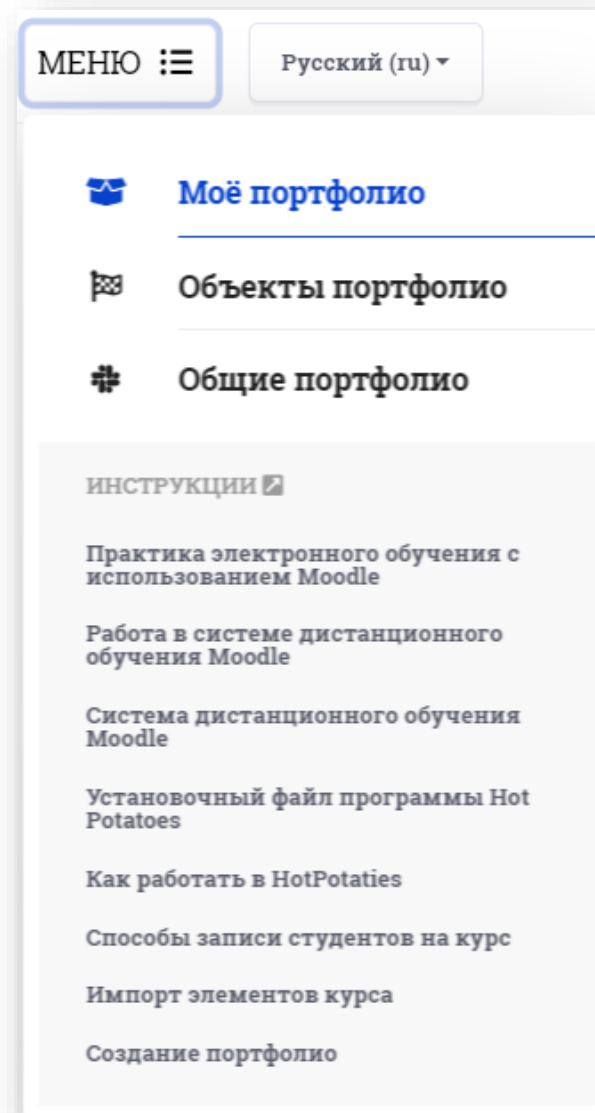 МЕНЮ
Русский (ru)
Моё портфолио
Объекты портфолио
Общие портфолио
ИНСТРУКЦИИ
Практика электронного обучения с
использованием Moodle
Работа в системе дистанционного
обучения Moodle
Система дистанционного обучения
Moodle
Установочный файл программы Hot
Potatoes
Как работать в HotPotaties
Способы записи студентов на курс
Импорт элементов курса
Создание портфолио